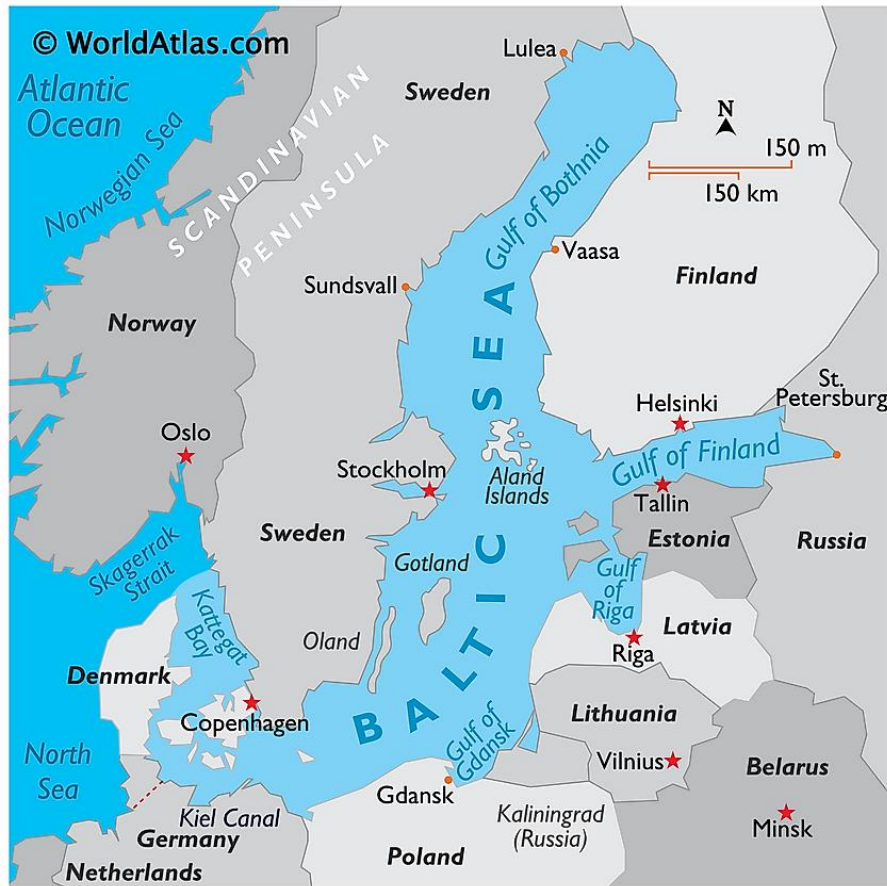 © WorldAtlas.com
Atlantic
Ocean
Norwegian Sea
SCANDINAVIAN
PENINSULA
Sweden
Lulea
Gulf of Bothnia
N
150 m
150 km
Vaasa
Finland
Sundsvall
Norway
BALTIC SEA
Oslo
Stockholm
Aland
Islands
Helsinki
St.
Petersburg
Gulf of Finland
Tallin
Estonia
Russia
Sweden
Gotland
Skagerrak
Strait
Kattegat
Bay
Oland
Gulf
of
Riga
Riga
Latvia
Denmark
Copenhagen
Lithuania
Vilnius
North
Sea
Gulf of
Gdansk
Gdansk
Kaliningrad
(Russia)
Belarus
Minsk
Kiel Canal
Germany
Netherlands
Poland